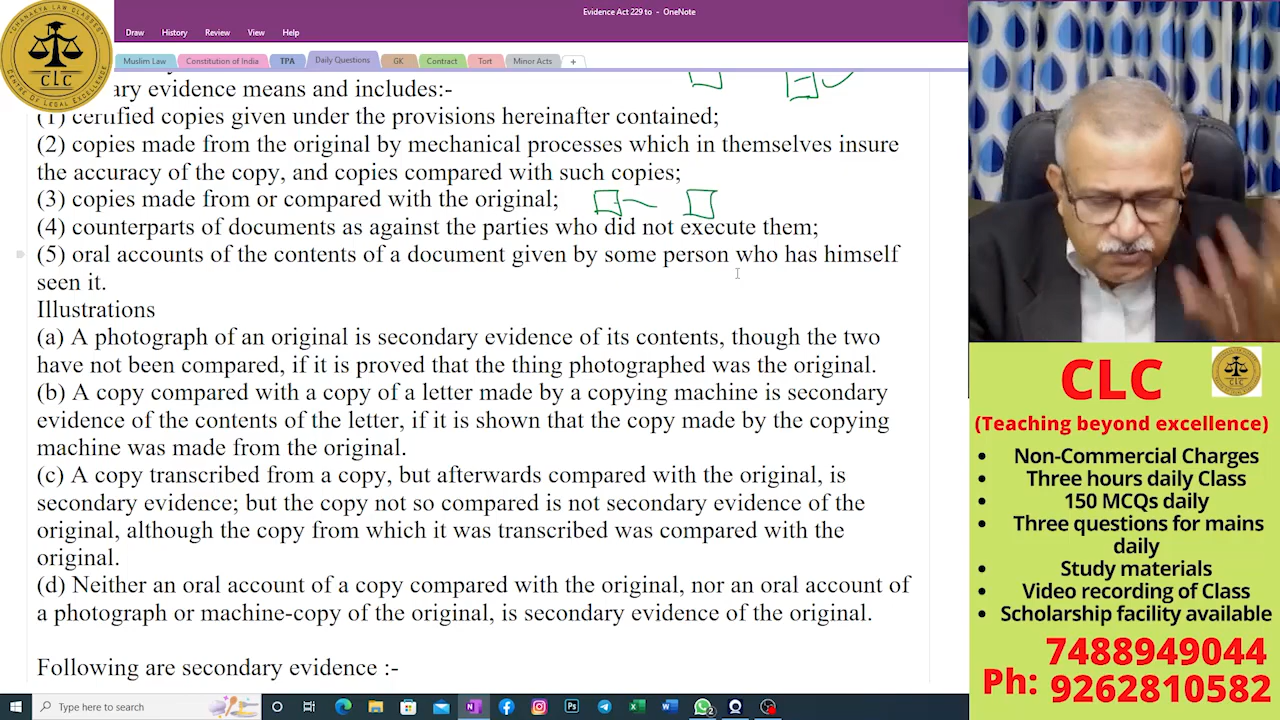 Evidence Act 229 to - OneNote
Draw History Review View Help
"CHANAKYA LAW CLASSES"
CLC
CENTRE OF LEGAL EXCELLENCE
Muslim Law Constitution of India TPA Daily Questions GK Contract Tort Minor Acts +
ary evidence means and includes:-
(1) certified copies given under the provisions hereinafter contained;
(2) copies made from the original by mechanical processes which in themselves insure
the accuracy of the copy, and copies compared with such copies;
(3) copies made from or compared with the original;
(4) counterparts of documents as against the parties who did not execute them;
(5) oral accounts of the contents of a document given by some person who has himself
seen it.
Illustrations
(a) A photograph of an original is secondary evidence of its contents, though the two
have not been compared, if it is proved that the thing photographed was the original.
(b) A copy compared with a copy of a letter made by a copying machine is secondary
evidence of the contents of the letter, if it is shown that the copy made by the copying
machine was made from the original.
(c) A copy transcribed from a copy, but afterwards compared with the original, is
secondary evidence; but the copy not so compared is not secondary evidence of the
original, although the copy from which it was transcribed was compared with the
original.
(d) Neither an oral account of a copy compared with the original, nor an oral account of
a photograph or machine-copy of the original, is secondary evidence of the original.
Following are secondary evidence :-
CLC
(Teaching beyond excellence)
• Non-Commercial Charges
• Three hours daily Class
• 150 MCQs daily
• Three questions for mains
daily
• Study materials
• Video recording of Class
• Scholarship facility available
7488949044
Ph: 9262810582
Type here to search